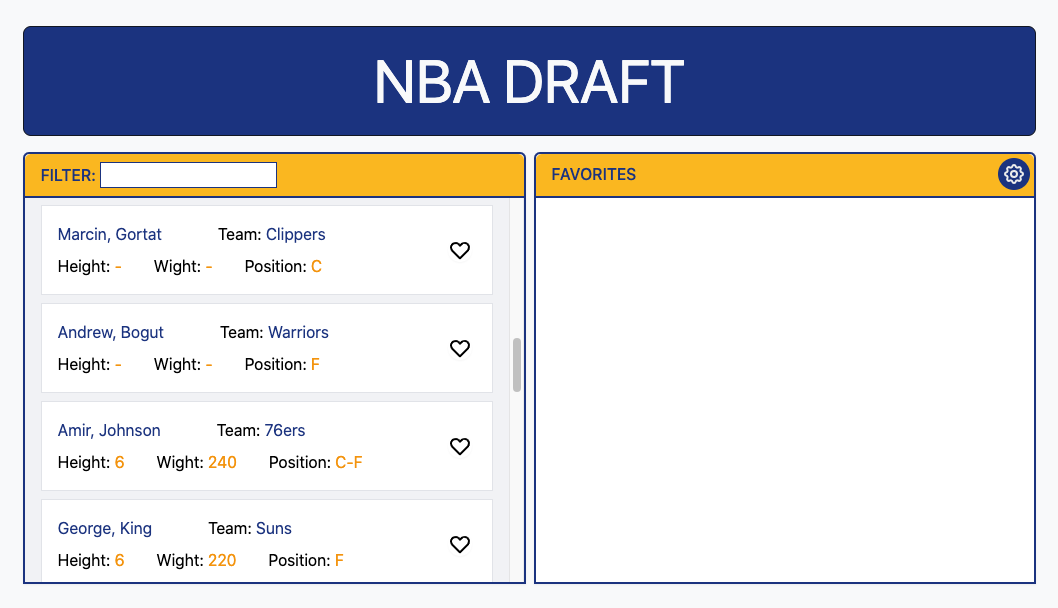 NBA DRAFT
FILTER:
Marcin, Gortat Team: Clippers
Height: - Wight: - Position: C
Andrew, Bogut Team: Warriors
Height: - Wight: - Position: F
Amir, Johnson Team: 76ers
Height: 6 Wight: 240 Position: C-F
George, King Team: Suns
Height: 6 Wight: 220 Position: F
FAVORITES